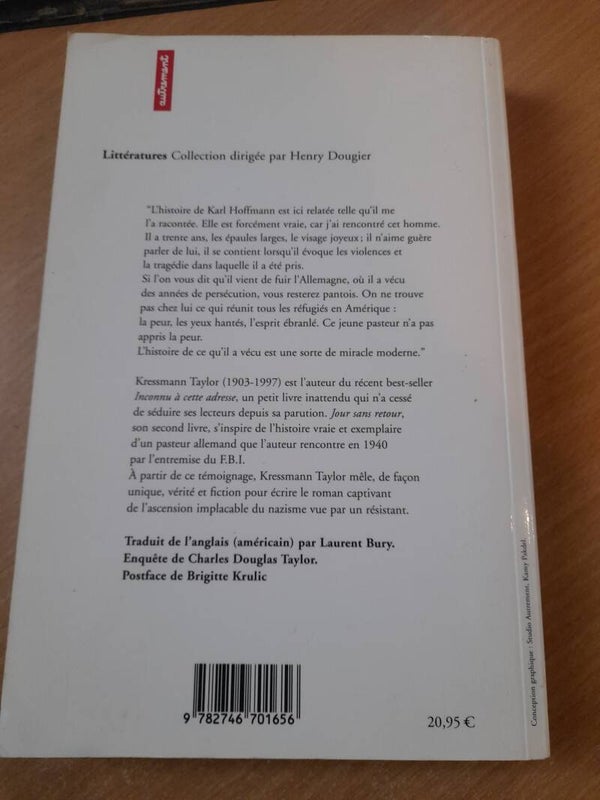 autrement
Littératures Collection dirigée par Henry Dougier
"L'histoire de Karl Hoffmann est ici relatée telle qu'il me
l'a racontée. Elle est forcément vraie, car j'ai rencontré cet homme.
Il a trente ans, les épaules larges, le visage joyeux ; il n'aime guère
parler de lui, il se contient lorsqu'il évoque les violences et
la tragédie dans laquelle il a été pris.
Si l'on vous dit qu'il vient de fuir l'Allemagne, où il a vécu
des années de persécution, vous resterez pantois. On ne trouve
pas chez lui ce qui réunit tous les réfugiés en Amérique :
la peur, les yeux hantés, l'esprit ébranlé. Ce jeune pasteur n'a pas
appris la peur.
L'histoire de ce qu'il a vécu est une sorte de miracle moderne."
Kressmann Taylor (1903-1997) est l'auteur du récent best-seller
Inconnu à cette adresse, un petit livre inattendu qui n'a cessé
de séduire ses lecteurs depuis sa parution. Jour sans retour,
son second livre, s'inspire de l'histoire vraie et exemplaire
d'un pasteur allemand que l'auteur rencontre en 1940
par l'entremise du F.B.I.
À partir de ce témoignage, Kressmann Taylor mêle, de façon
unique, vérité et fiction pour écrire le roman captivant
de l'ascension implacable du nazisme vue par un résistant.
Traduit de l'anglais (américain) par Laurent Bury.
Enquête de Charles Douglas Taylor.
Postface de Brigitte Krulic
9 782746 701656
20,95 €
Conception graphique : Studio Autrement, Kamy Pakdel.